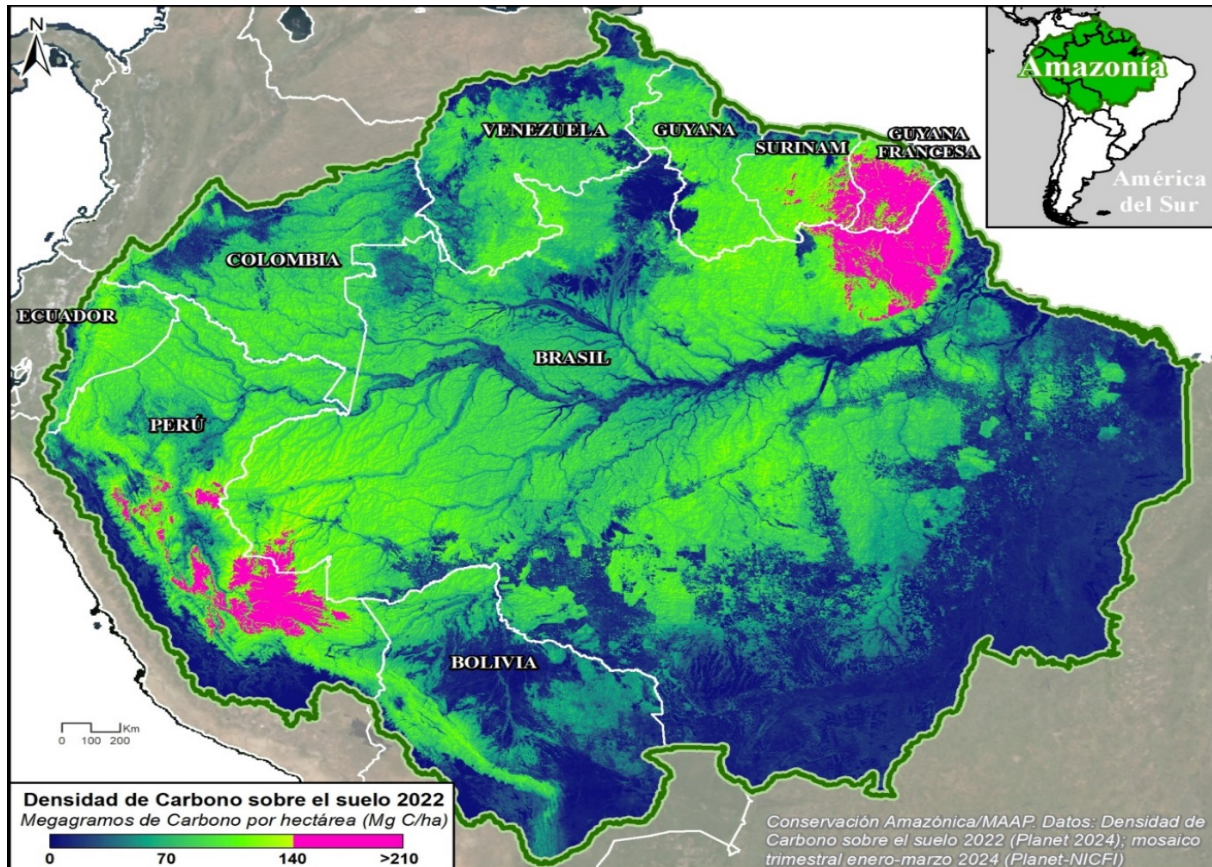 N
Amazonía
América
del Sur
VENEZUELA
GUYANA
SURINAM
GUYANA
FRANCESA
COLOMBIA
ECUADOR
BRASIL
PERÚ
BOLIVIA
Km
0 100 200
Densidad de Carbono sobre el suelo 2022
Megagramos de Carbono por hectárea (Mg C/ha)
0 70 140 >210
Conservación Amazónica/MAAP. Datos: Densidad de
Carbono sobre el suelo 2022 (Planet 2024); mosaico
trimestral enero-marzo 2024 (Planet-NICFI)